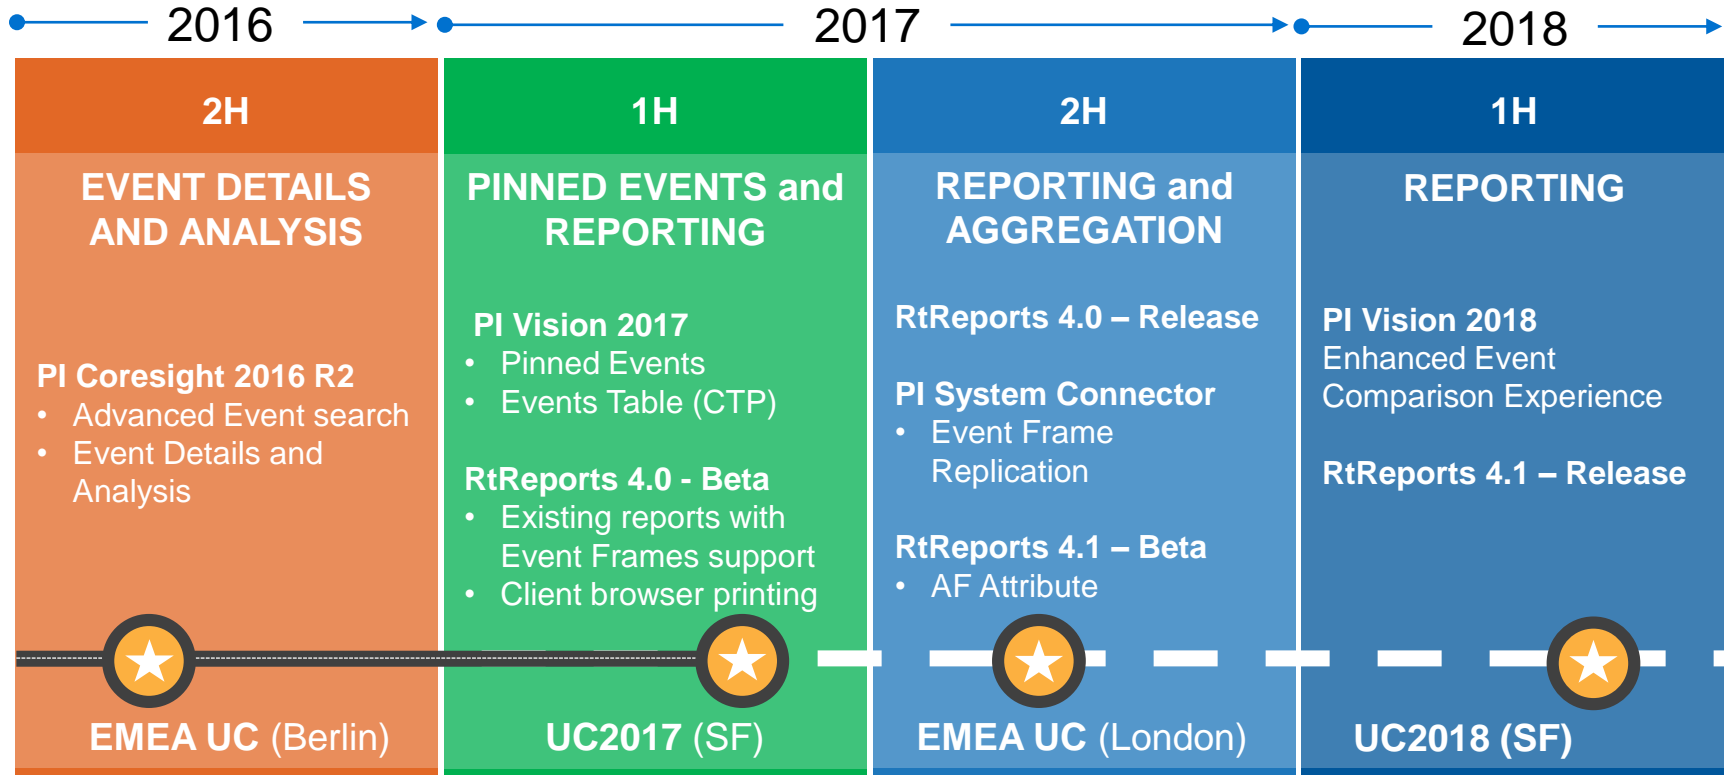 2016
2017
2018
2H
EVENT DETAILS
AND ANALYSIS
PI Coresight 2016 R2
• Advanced Event search
• Event Details and
Analysis
EMEA UC (Berlin)
1H
PINNED EVENTS and
REPORTING
PI Vision 2017
• Pinned Events
• Events Table (CTP)
RtReports 4.0 - Beta
• Existing reports with
Event Frames support
• Client browser printing
UC2017 (SF)
2H
REPORTING and
AGGREGATION
RtReports 4.0 – Release
PI System Connector
• Event Frame
Replication
RtReports 4.1 – Beta
• AF Attribute
EMEA UC (London)
1H
REPORTING
PI Vision 2018
Enhanced Event
Comparison Experience
RtReports 4.1 – Release
UC2018 (SF)